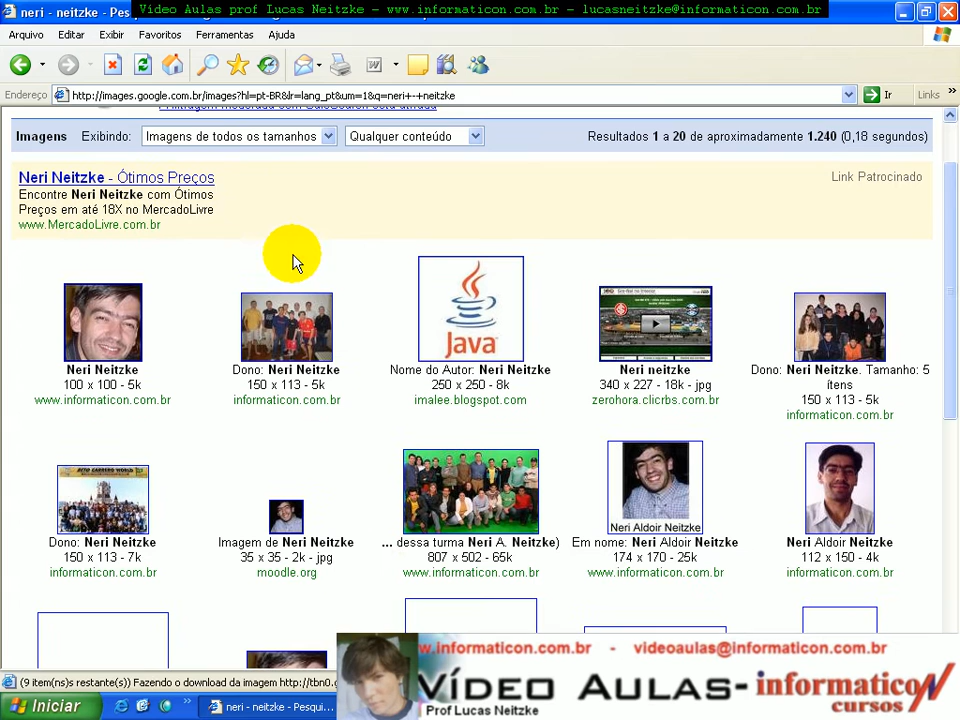 neri - neitzke - Pes
Vídeo Aulas prof Lucas Neitzke – www.informaticon.com.br – lucasneitzke@informaticon.com.br
Arquivo Editar Exibir Favoritos Ferramentas Ajuda
Endereço http://images.google.com.br/images?hl=pt-BR&lr=lang_pt&um=1&q=neri+-+neitzke Ir Links
Imagens Exibindo: Imagens de todos os tamanhos Qualquer conteúdo Resultados 1 a 20 de aproximadamente 1.240 (0,18 segundos)
Neri Neitzke - Ótimos Preços Link Patrocinado
Encontre Neri Neitzke com Ótimos
Preços em até 18X no MercadoLivre
www.MercadoLivre.com.br
Java
Neri Neitzke
100 x 100 - 5k
www.informaticon.com.br
Dono: Neri Neitzke
150 x 113 - 5k
informaticon.com.br
Nome do Autor: Neri Neitzke
250 x 250 - 8k
imalee.blogspot.com
Neri neitzke
340 x 227 - 18k - jpg
zerohora.clicrbs.com.br
Dono: Neri Neitzke. Tamanho: 5
ítens
150 x 113 - 5k
informaticon.com.br
Dono: Neri Neitzke
150 x 113 - 7k
informaticon.com.br
Imagem de Neri Neitzke
35 x 35 - 2k - jpg
moodle.org
... dessa turma Neri A. Neitzke)
807 x 502 - 65k
www.informaticon.com.br
Neri Aldoir Neitzke
Em nome: Neri Aldoir Neitzke
174 x 170 - 25k
www.informaticon.com.br
Neri Aldoir Neitzke
112 x 150 - 4k
informaticon.com.br
w.informaticon.com.br - videoaulas@informaticon.com.br
VÍDEO AULAS- informaticon
cursos
Prof Lucas Neitzke
(9 item(ns) restante(s)) Fazendo o download da imagem http://tbn0.
Iniciar neri - neitzke - Pesqui...